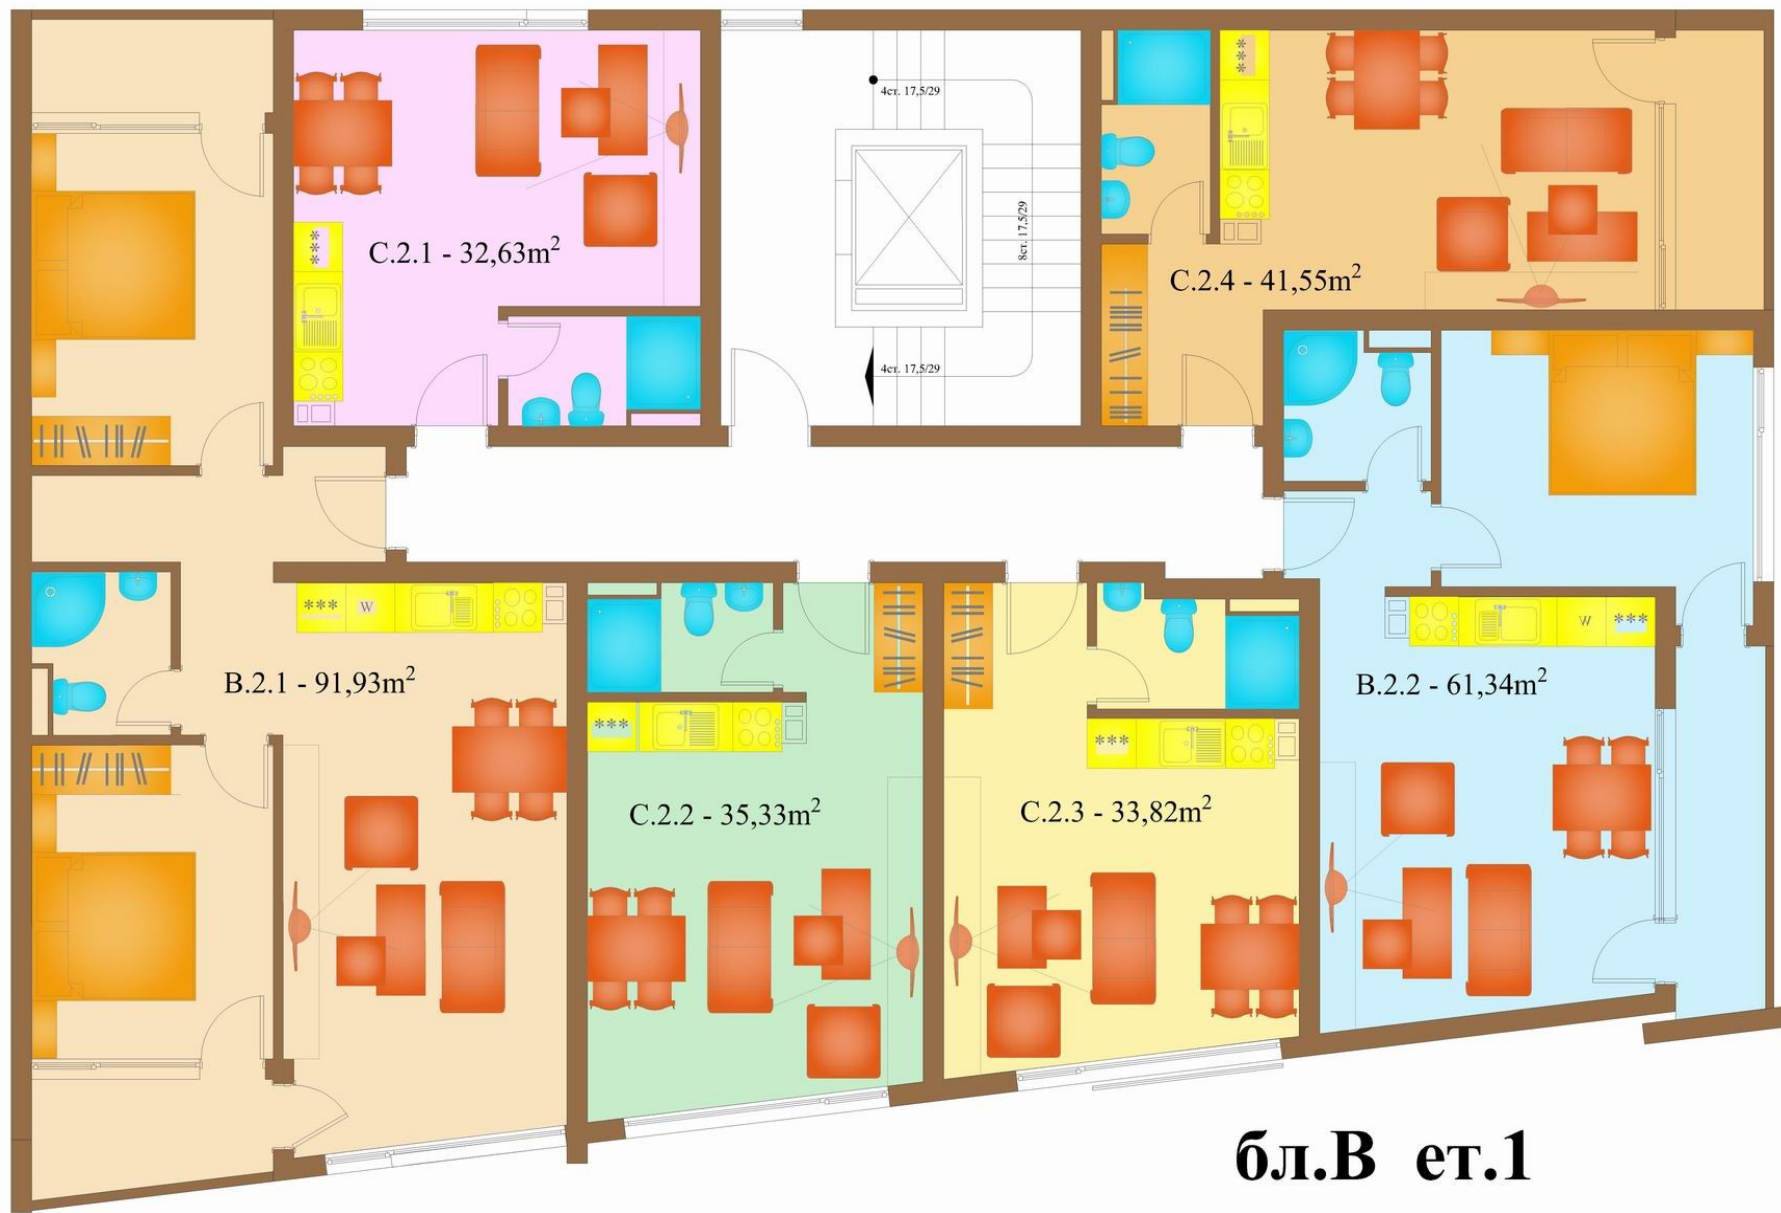 4ст. 17,5/29
***
***
C.2.1 - 32,63m²
8ст. 17,5/29
C.2.4 - 41,55m²
4ст. 17,5/29
*** W
W ***
B.2.1 - 91,93m²
B.2.2 - 61,34m²
***
***
C.2.2 - 35,33m²
C.2.3 - 33,82m²
бл.В ет.1